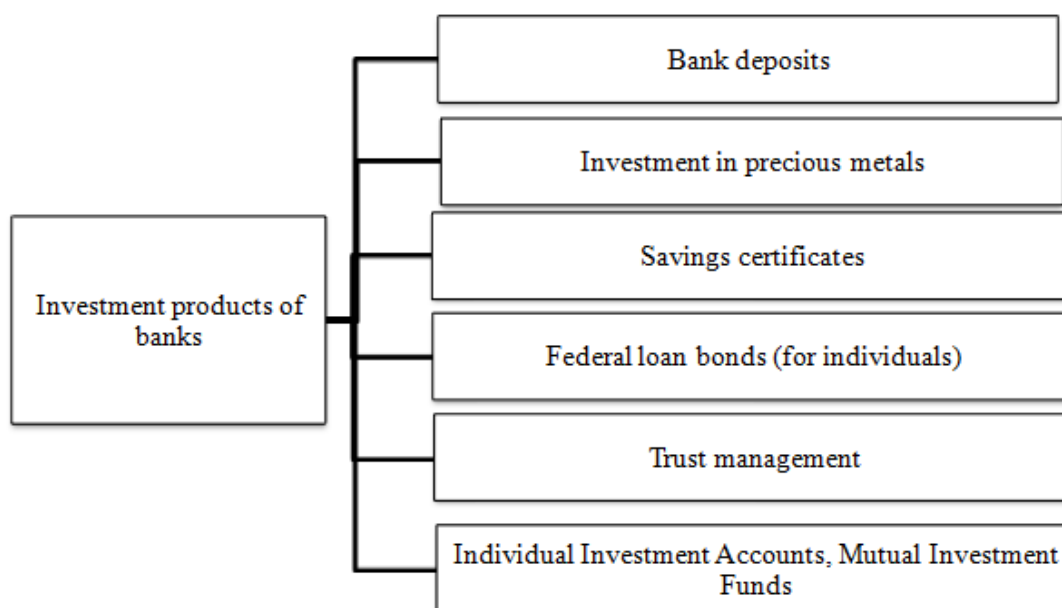 Bank deposits
Investment in precious metals
Savings certificates
Investment products of
banks
Federal loan bonds (for individuals)
Trust management
Individual Investment Accounts, Mutual Investment
Funds